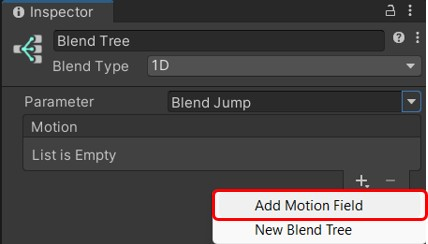 Inspector
Blend Tree
Blend Type 1D
Parameter Blend Jump
Motion
List is Empty
Add Motion Field
New Blend Tree